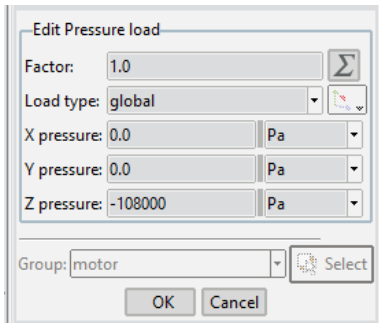 Edit Pressure load
Factor: 1.0 Σ
Load type: global
X pressure: 0.0 Pa
Y pressure: 0.0 Pa
Z pressure: -108000 Pa
Group: motor Select
OK Cancel